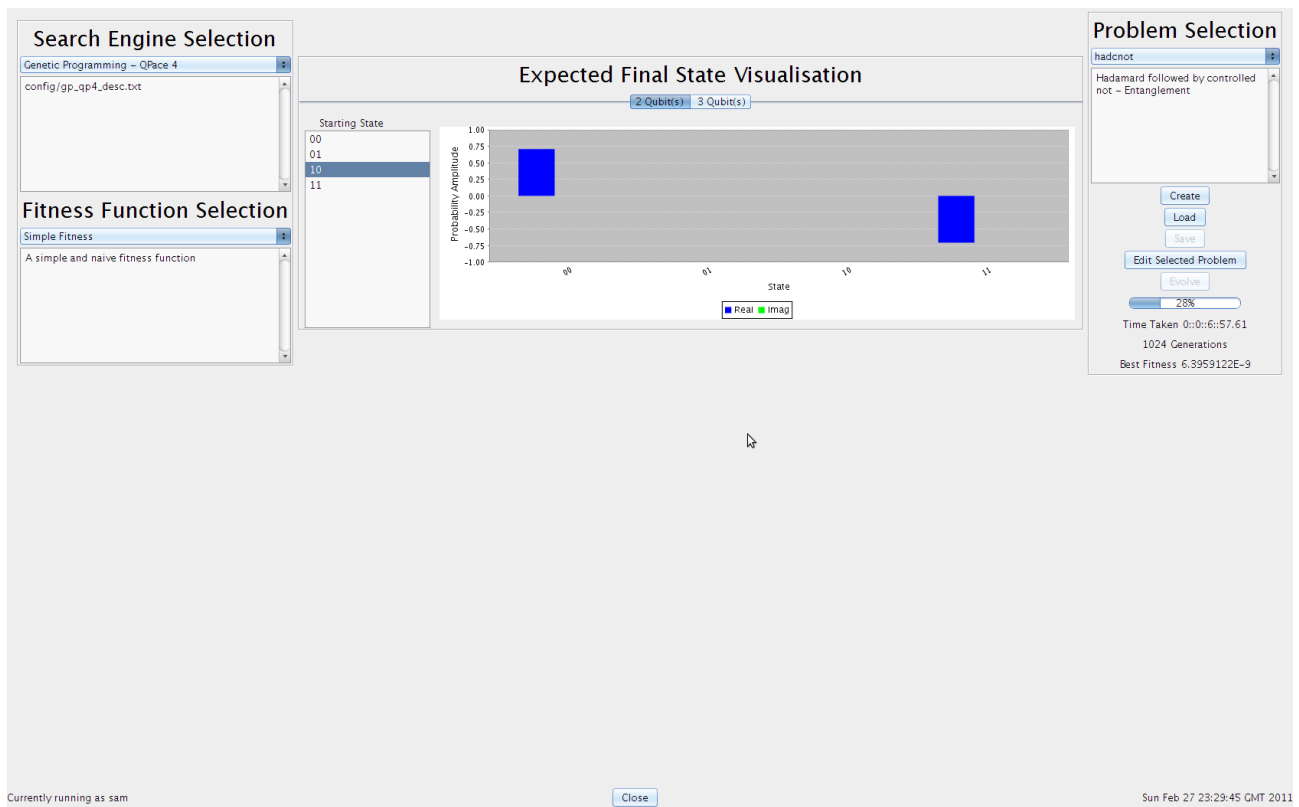 Search Engine Selection
Genetic Programming – QPace 4
config/gp_qp4_desc.txt
Fitness Function Selection
Simple Fitness
A simple and naive fitness function
Expected Final State Visualisation
2 Qubit(s) 3 Qubit(s)
Starting State
00
01
10
11
Probability Amplitude
1.00
0.75
0.50
0.25
0.00
-0.25
-0.50
-0.75
-1.00
00 01 10 11
State
Real Imag
Problem Selection
hadcnot
Hadamard followed by controlled
not – Entanglement
Create
Load
Save
Edit Selected Problem
Evolve
28%
Time Taken 0::0::6::57.61
1024 Generations
Best Fitness 6.3959122E-9
Currently running as sam
Close
Sun Feb 27 23:29:45 GMT 2011